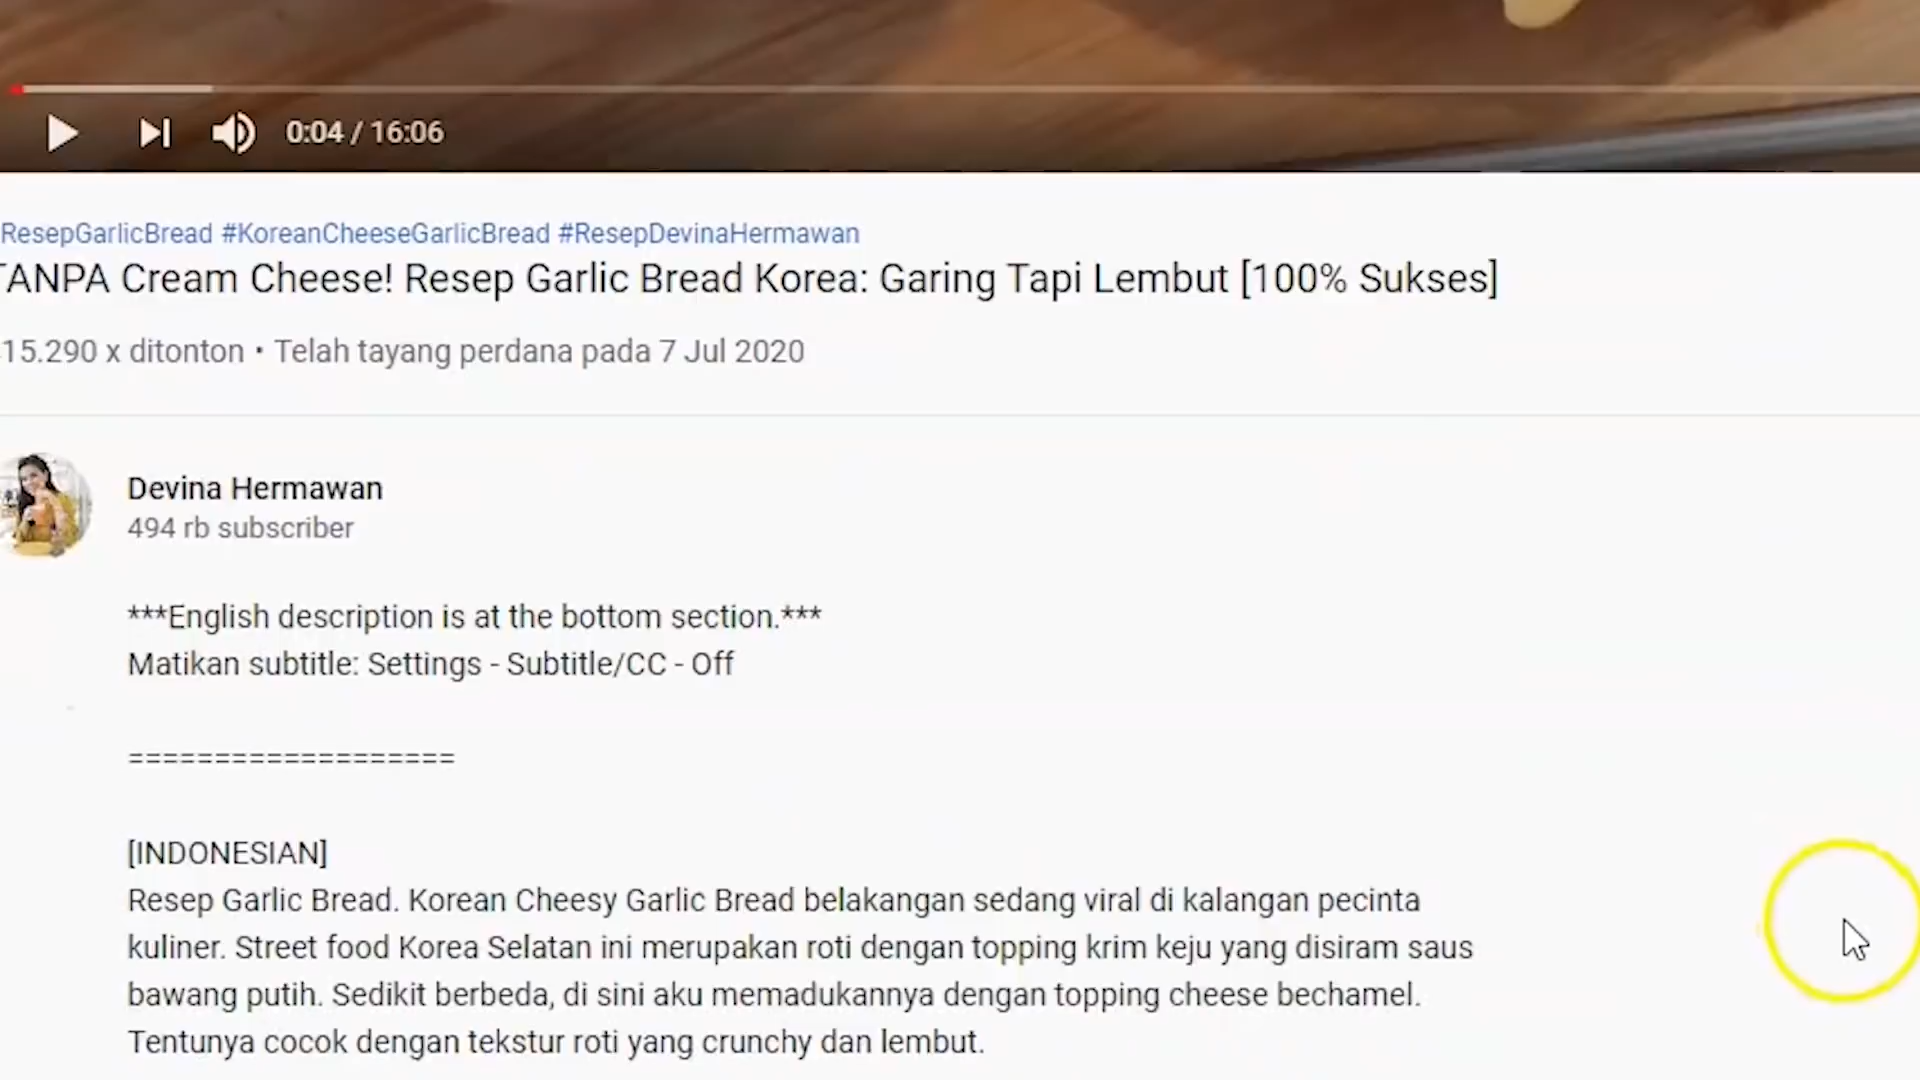 0:04 / 16:06
ResepGarlicBread #KoreanCheeseGarlicBread #ResepDevinaHermawan
TANPA Cream Cheese! Resep Garlic Bread Korea: Garing Tapi Lembut [100% Sukses]
15.290 x ditonton • Telah tayang perdana pada 7 Jul 2020
Devina Hermawan
494 rb subscriber
***English description is at the bottom section.***
Matikan subtitle: Settings - Subtitle/CC - Off
===================
[INDONESIAN]
Resep Garlic Bread. Korean Cheesy Garlic Bread belakangan sedang viral di kalangan pecinta
kuliner. Street food Korea Selatan ini merupakan roti dengan topping krim keju yang disiram saus
bawang putih. Sedikit berbeda, di sini aku memadukannya dengan topping cheese bechamel.
Tentunya cocok dengan tekstur roti yang crunchy dan lembut.